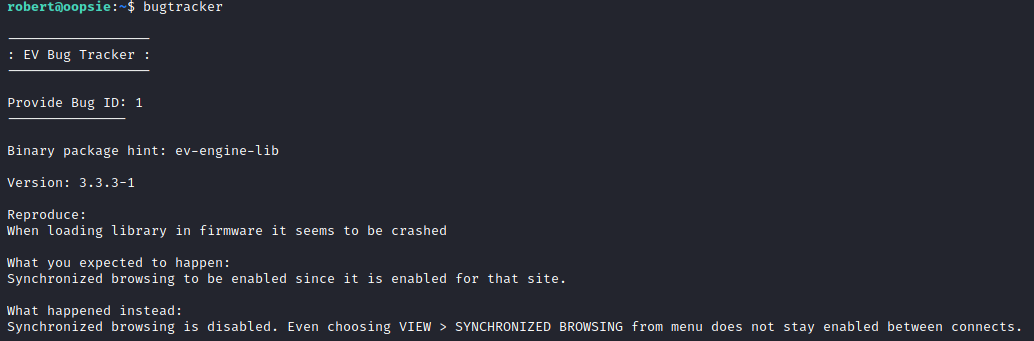 robert@oopsie:~$ bugtracker
------------------
: EV Bug Tracker :
------------------
Provide Bug ID: 1
---------------
Binary package hint: ev-engine-lib
Version: 3.3.3-1
Reproduce:
When loading library in firmware it seems to be crashed
What you expected to happen:
Synchronized browsing to be enabled since it is enabled for that site.
What happened instead:
Synchronized browsing is disabled. Even choosing VIEW > SYNCHRONIZED BROWSING from menu does not stay enabled between connects.